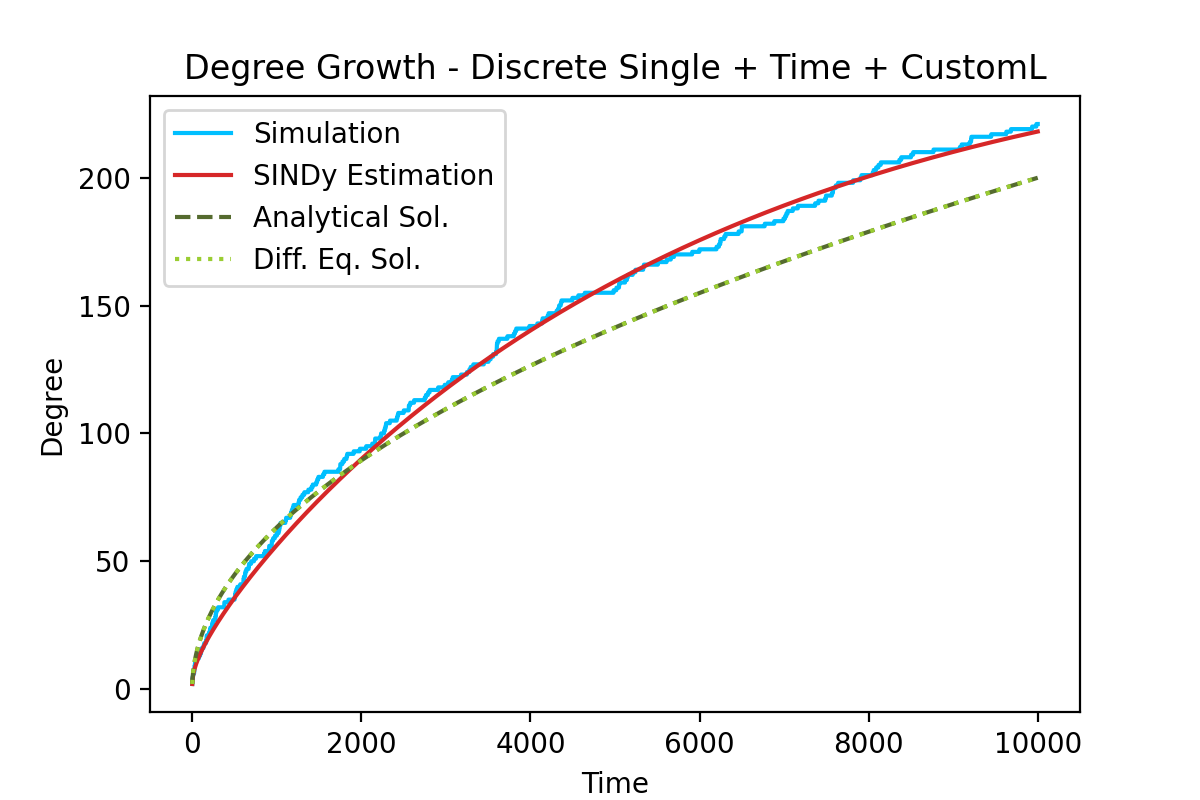 Degree Growth - Discrete Single + Time + CustomL
Simulation
SINDy Estimation
Analytical Sol.
Diff. Eq. Sol.
200
150
100
50
0
Degree
0 2000 4000 6000 8000 10000
Time